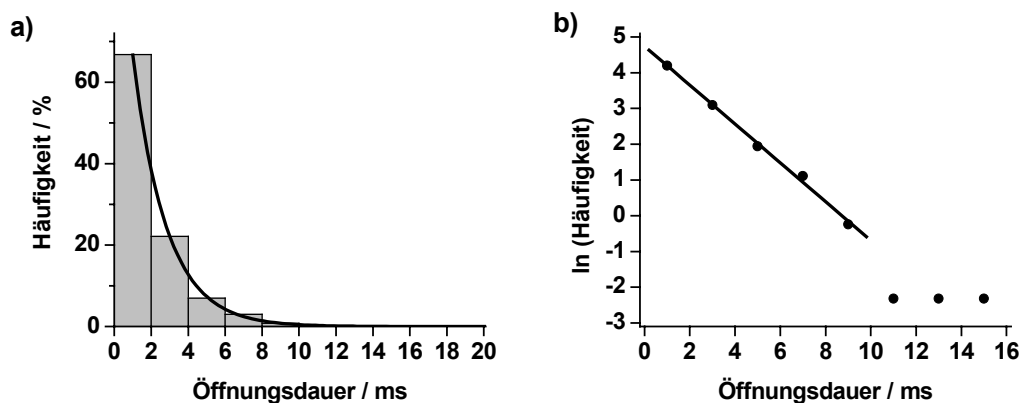 a)
Häufigkeit / %
60
40
20
0
0 2 4 6 8 10 12 14 16 18 20
Öffnungsdauer / ms
b)
ln (Häufigkeit)
5
4
3
2
1
0
-1
-2
-3
0 2 4 6 8 10 12 14 16
Öffnungsdauer / ms